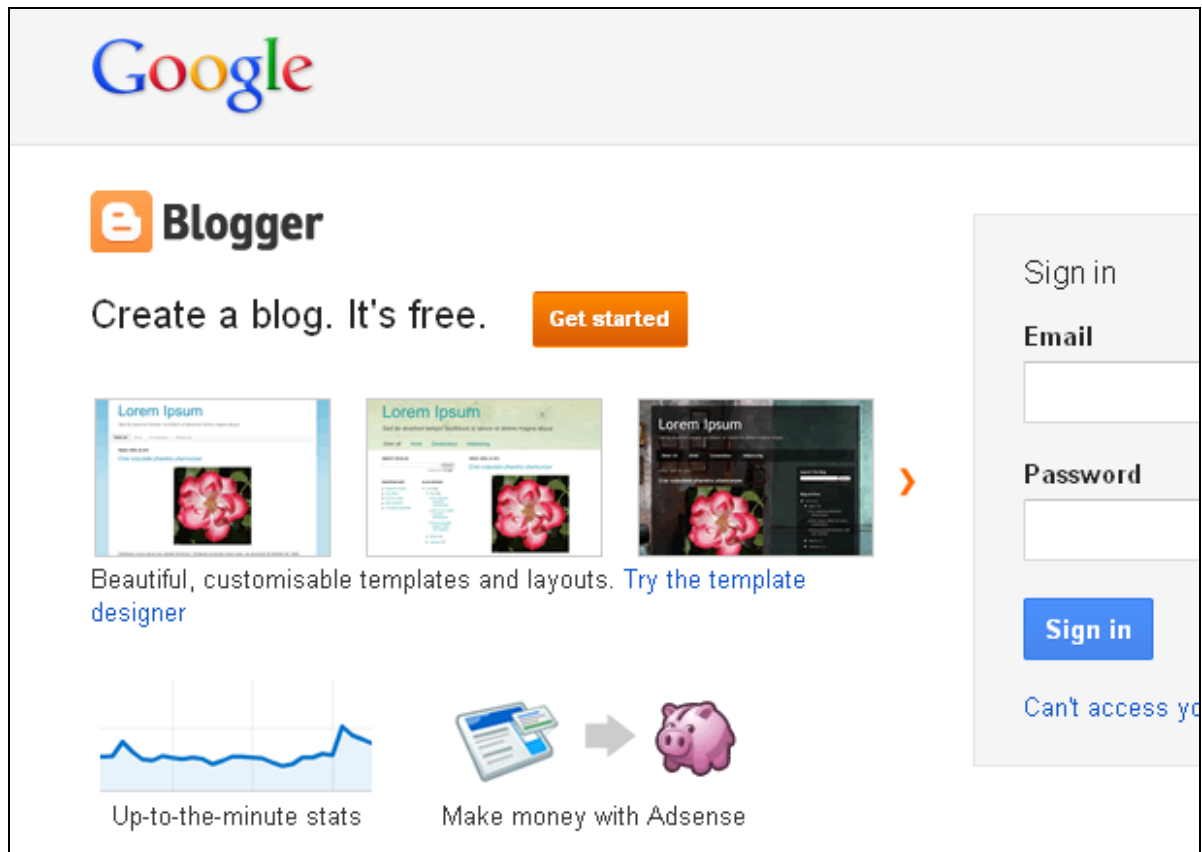 Google
Blogger
Create a blog. It's free.
Get started
Lorem Ipsum
Lorem Ipsum
Lorem Ipsum
Beautiful, customisable templates and layouts. Try the template
designer
Up-to-the-minute stats
Make money with Adsense
Sign in
Email
Password
Sign in
Can't access